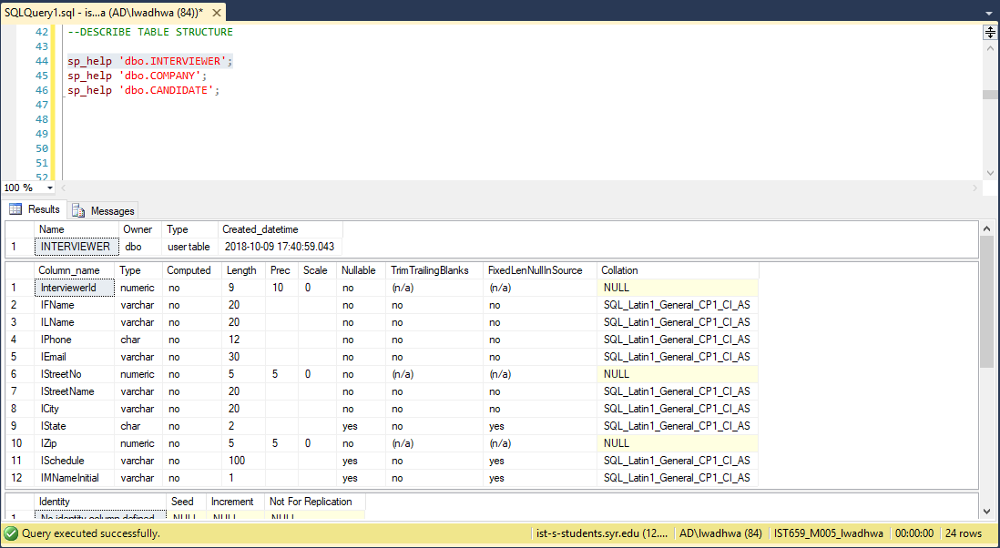 SQLQuery1.sql - is...a (AD\lwadhwa (84))*
42 --DESCRIBE TABLE STRUCTURE
43
44 sp_help 'dbo.INTERVIEWER';
45 sp_help 'dbo.COMPANY';
46 sp_help 'dbo.CANDIDATE';
47
48
49
50
51
52
100 %
Results Messages
Name Owner Type Created_datetime
1 INTERVIEWER dbo user table 2018-10-09 17:40:59.043
Column_name Type Computed Length Prec Scale Nullable TrimTrailingBlanks FixedLenNullInSource Collation
1 InterviewerId numeric no 9 10 0 no (n/a) (n/a) NULL
2 IFName varchar no 20 no no no SQL_Latin1_General_CP1_CI_AS
3 ILName varchar no 20 no no no SQL_Latin1_General_CP1_CI_AS
4 IPhone char no 12 no no no SQL_Latin1_General_CP1_CI_AS
5 IEmail varchar no 30 no no no SQL_Latin1_General_CP1_CI_AS
6 IStreetNo numeric no 5 5 0 no (n/a) (n/a) NULL
7 IStreetName varchar no 20 no no no SQL_Latin1_General_CP1_CI_AS
8 ICity varchar no 20 no no no SQL_Latin1_General_CP1_CI_AS
9 IState char no 2 yes no yes SQL_Latin1_General_CP1_CI_AS
10 IZip numeric no 5 5 0 no (n/a) (n/a) NULL
11 ISchedule varchar no 100 yes no yes SQL_Latin1_General_CP1_CI_AS
12 IMNameInitial varchar no 1 yes no yes SQL_Latin1_General_CP1_CI_AS
Identity Seed Increment Not For Replication
1 No identity column defined. NULL NULL NULL
Query executed successfully. ist-s-students.syr.edu (12.... AD\lwadhwa (84) IST659_M005_lwadhwa 00:00:00 24 rows